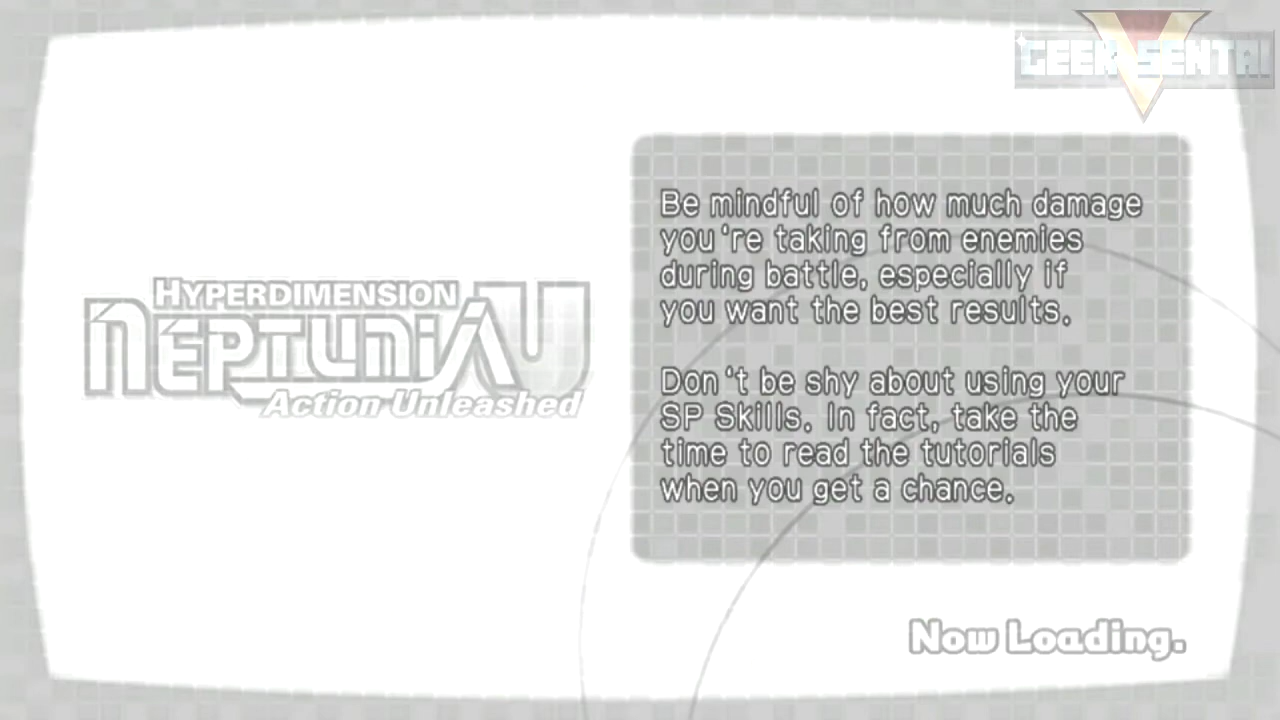 GEEK SENTAI
Be mindful of how much damage
you're taking from enemies
during battle, especially if
you want the best results.
Don't be shy about using your
SP Skills. In fact, take the
time to read the tutorials
when you get a chance.
HYPERDIMENSION
NEPTUNIA U
Action Unleashed
Now Loading.